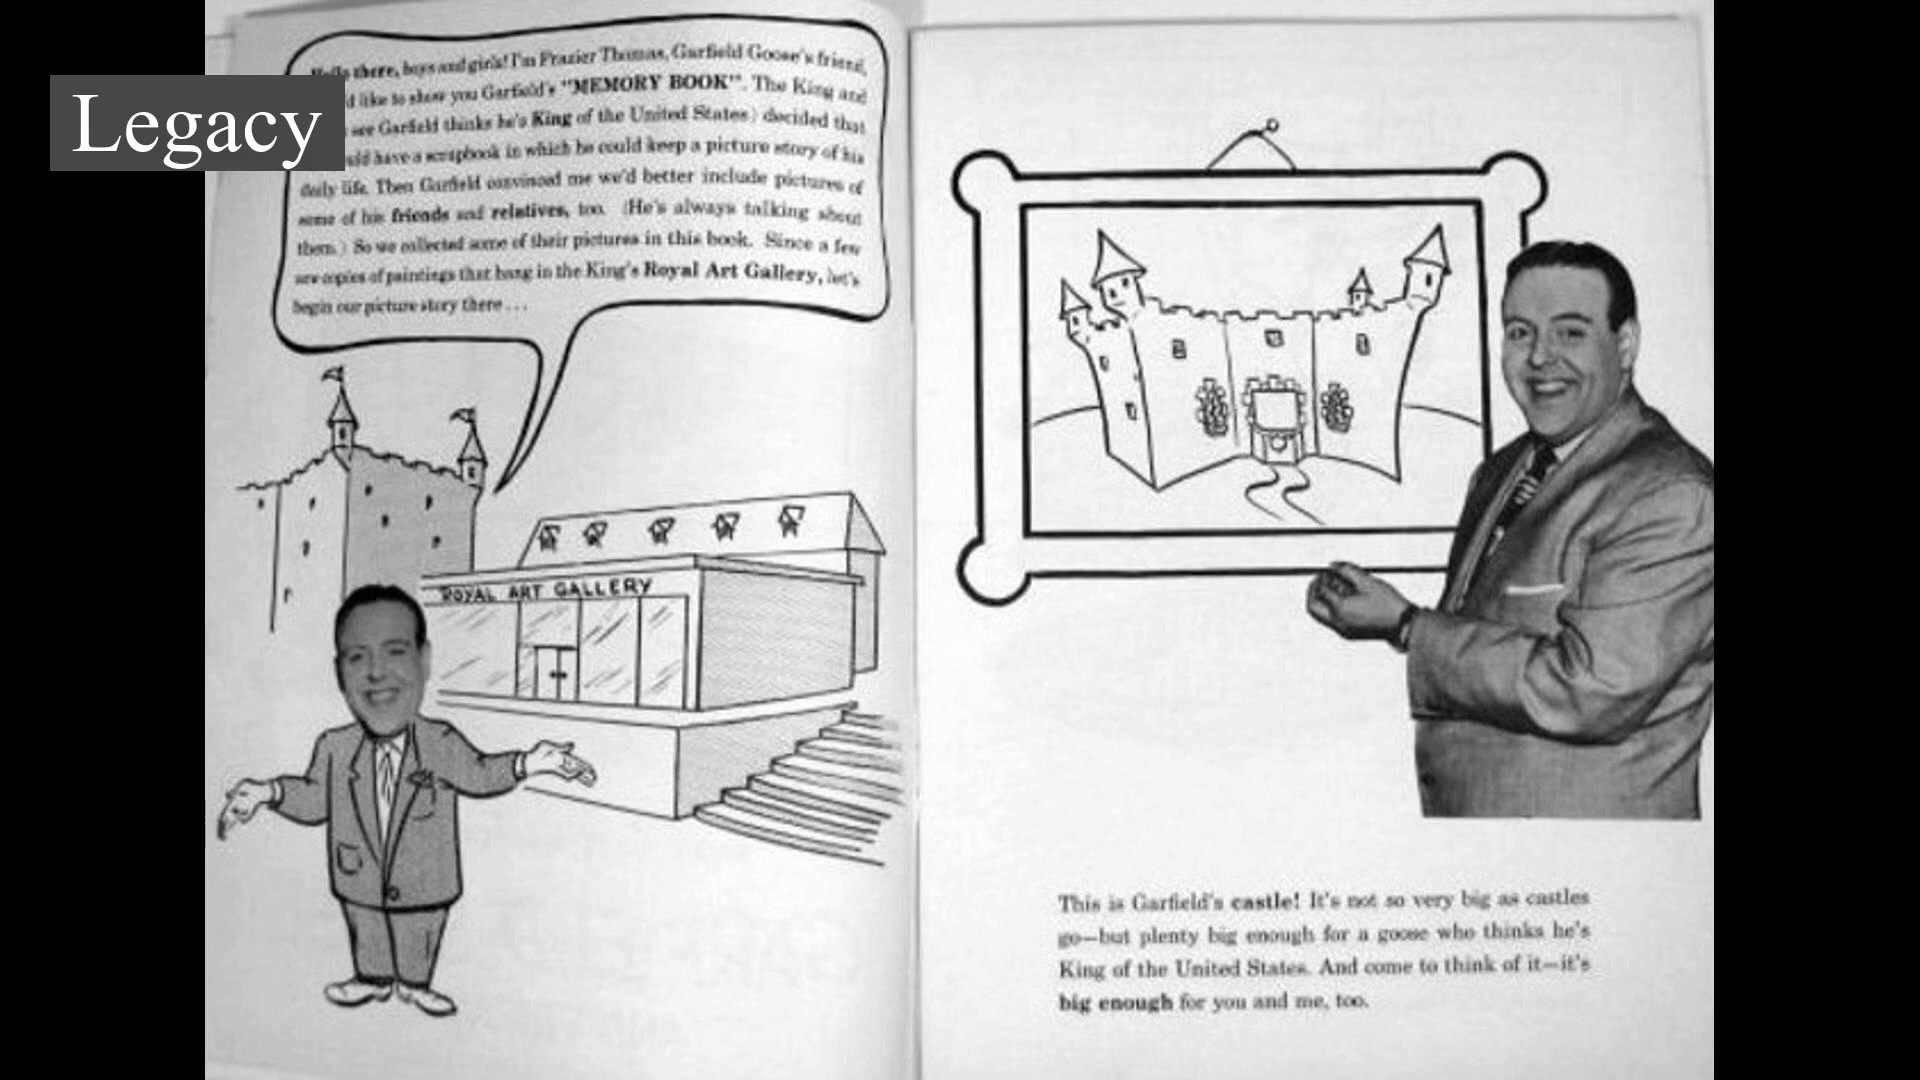 Legacy
there, boys and girls! I'm Frazier Thomas, Garfield Goose's friend,
like to show you Garfield's "MEMORY BOOK". The King and
see Garfield thinks he's King of the United States) decided that
have a scrapbook in which he could keep a picture story of his
daily life. Then Garfield convinced me we'd better include pictures of
some of his friends and relatives, too. (He's always talking about
them.) So we collected some of their pictures in this book. Since a few
are copies of paintings that hang in the King's Royal Art Gallery, let's
begin our picture story there . . .
ROYAL ART GALLERY
This is Garfield's castle! It's not so very big as castles
go—but plenty big enough for a goose who thinks he's
King of the United States. And come to think of it—it's
big enough for you and me, too.